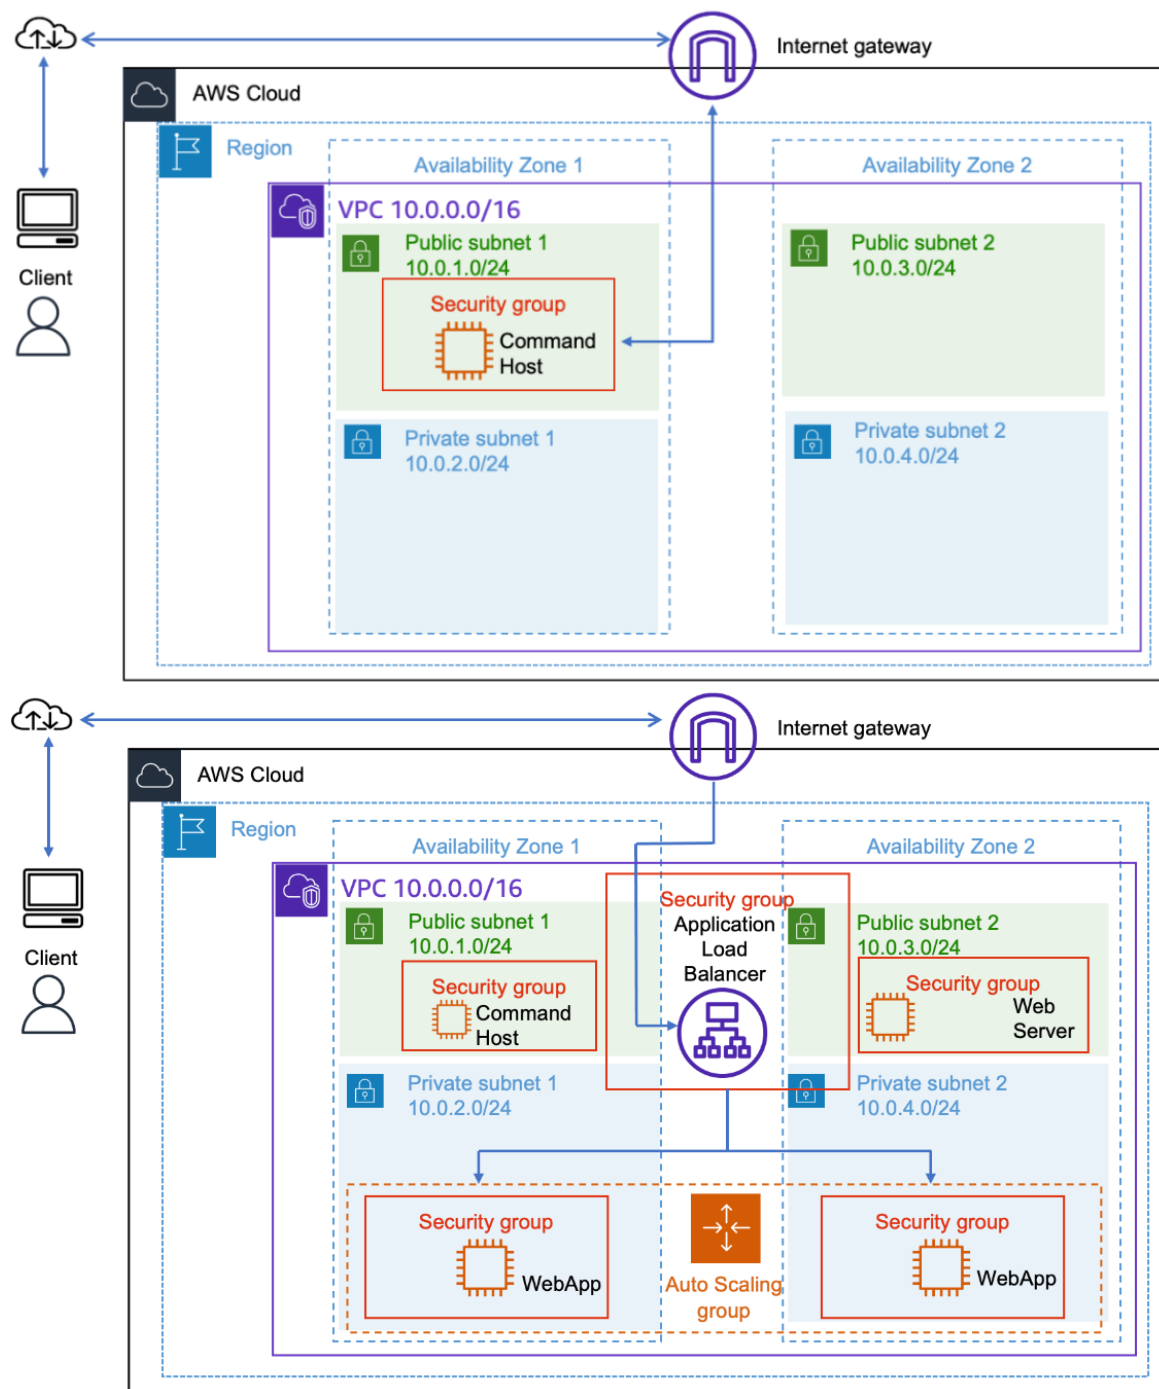 Internet gateway
AWS Cloud
Region
Availability Zone 1
Availability Zone 2
VPC 10.0.0.0/16
Public subnet 1
10.0.1.0/24
Public subnet 2
10.0.3.0/24
Client
Security group
Command
Host
Private subnet 1
10.0.2.0/24
Private subnet 2
10.0.4.0/24
Internet gateway
AWS Cloud
Region
Availability Zone 1
Availability Zone 2
VPC 10.0.0.0/16
Security group
Application
Load
Balancer
Public subnet 1
10.0.1.0/24
Public subnet 2
10.0.3.0/24
Client
Security group
Command
Host
Security group
Web
Server
Private subnet 1
10.0.2.0/24
Private subnet 2
10.0.4.0/24
Security group
WebApp
Auto Scaling
group
Security group
WebApp